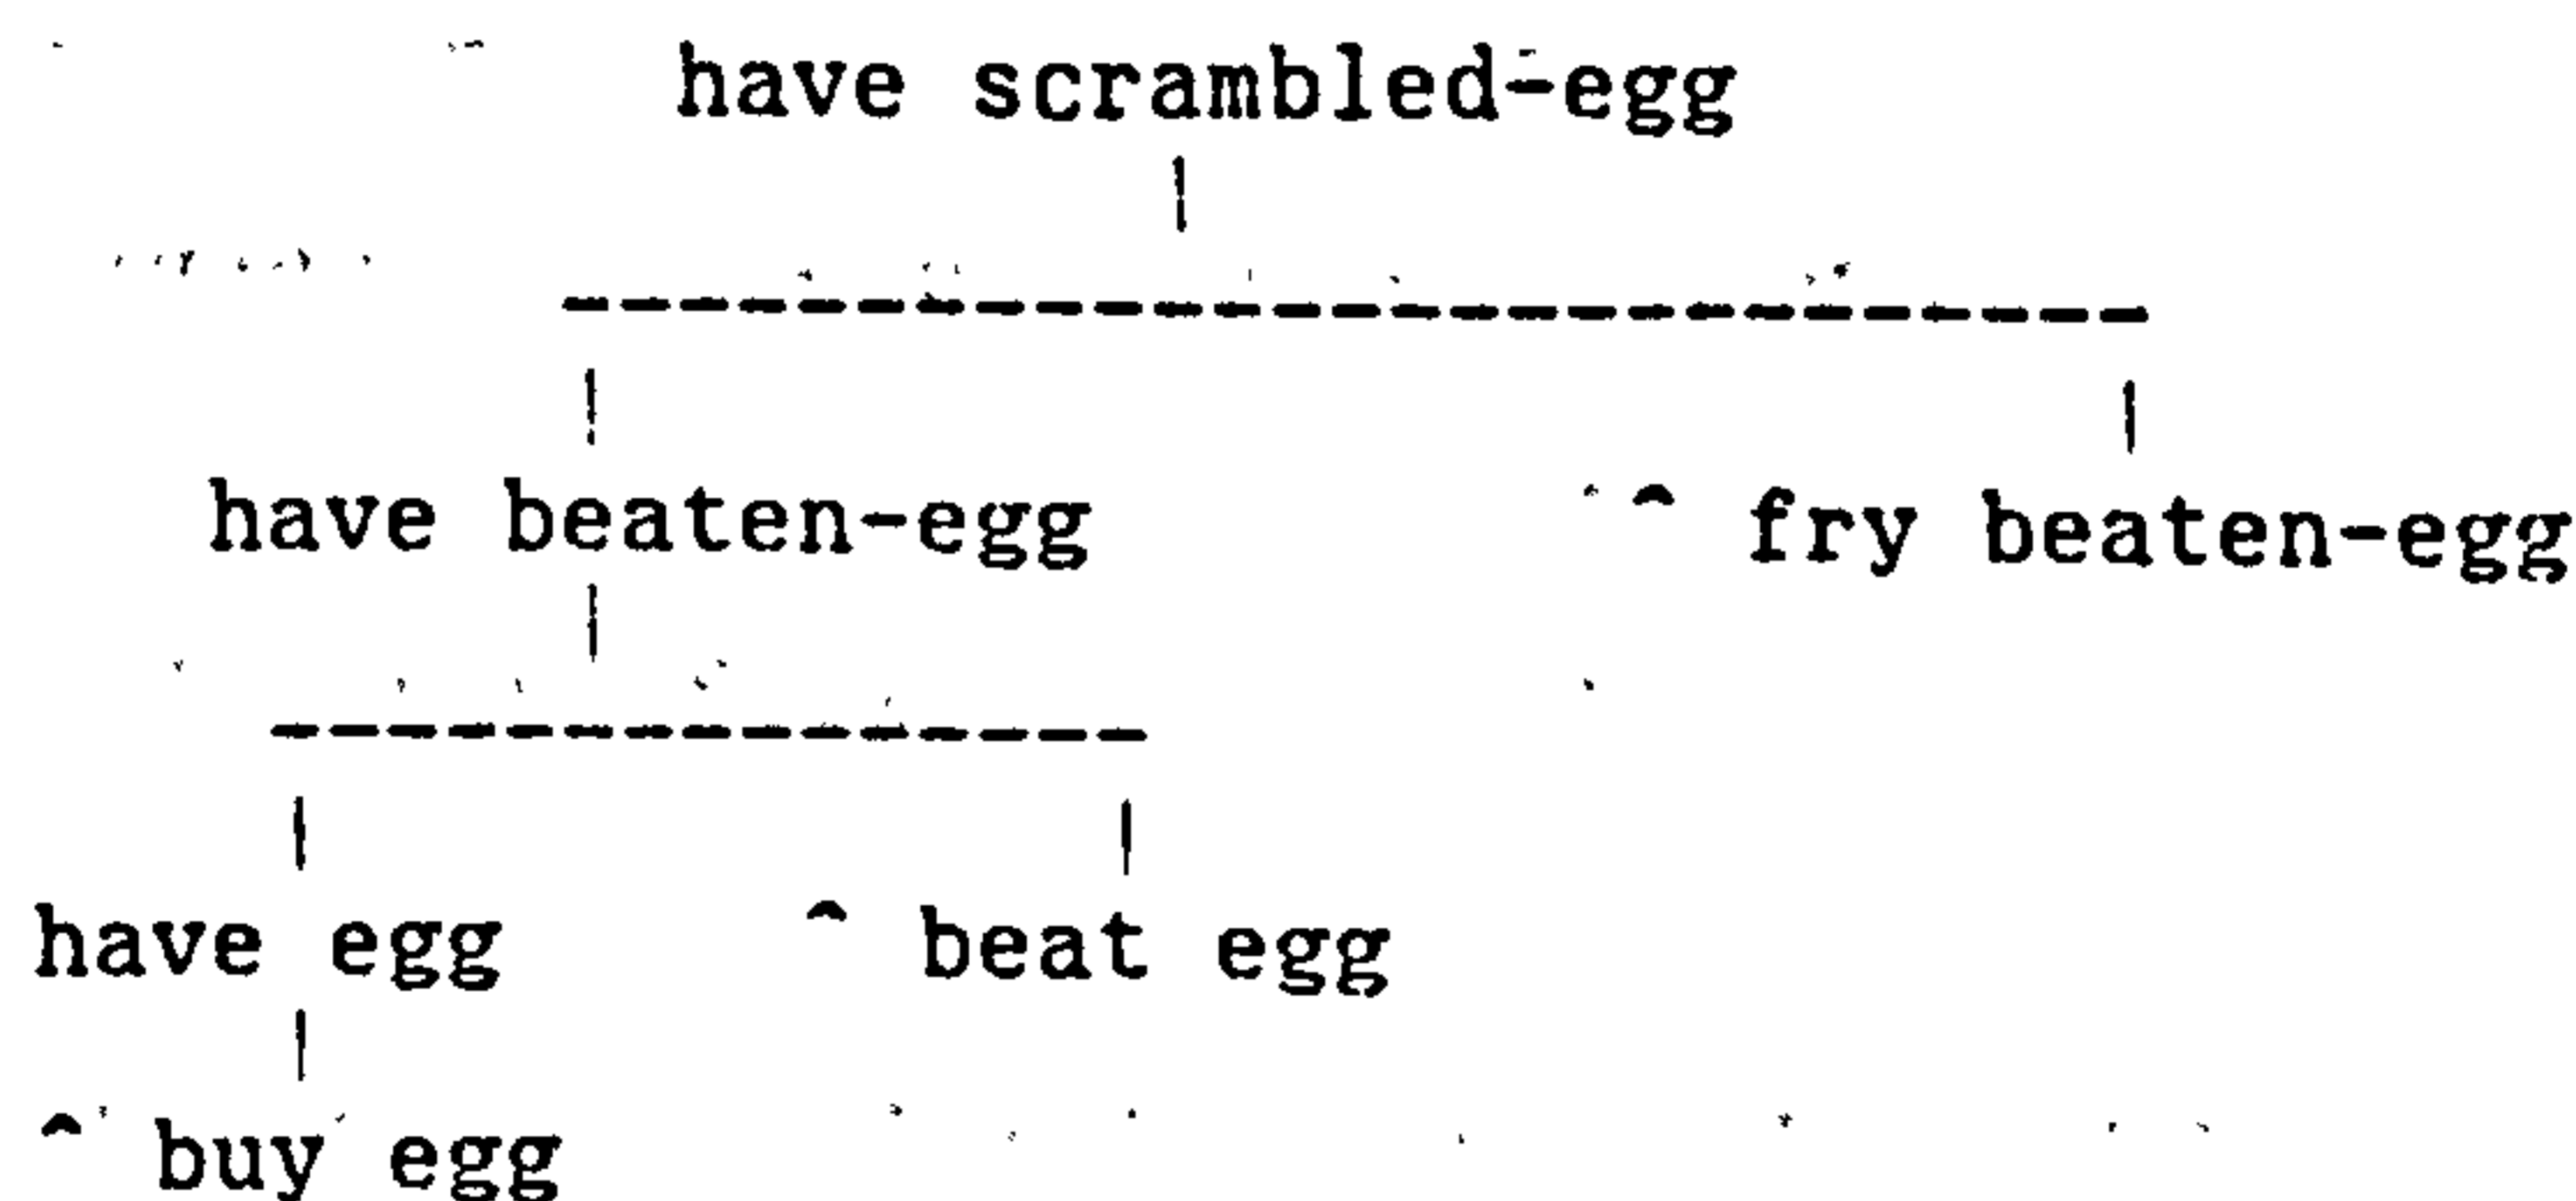 have scrambled-egg
have beaten-egg ^ fry beaten-egg
have egg ^ beat egg
^ buy egg